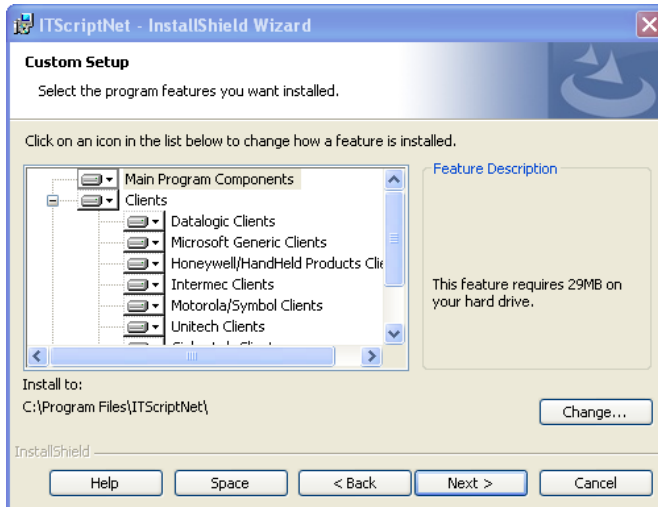 ITScriptNet - InstallShield Wizard
Custom Setup
Select the program features you want installed.
Click on an icon in the list below to change how a feature is installed.
Main Program Components
Clients
Datalogic Clients
Microsoft Generic Clients
Honeywell/HandHeld Products Clie
Intermec Clients
Motorola/Symbol Clients
Unitech Clients
Feature Description
This feature requires 29MB on
your hard drive.
Install to:
C:\Program Files\ITScriptNet\
Change...
InstallShield
Help Space < Back Next > Cancel